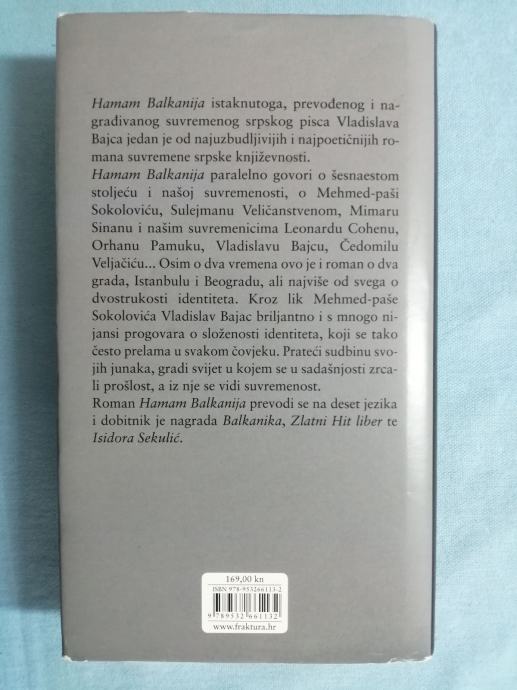 Hamam Balkanija istaknutoga, prevođenog i na-
građivanog suvremenog srpskog pisca Vladislava
Bajca jedan je od najuzbudljivijih i najpoetičnijih ro-
mana suvremene srpske književnosti.
Hamam Balkanija paralelno govori o šesnaestom
stoljeću i našoj suvremenosti, o Mehmed-paši
Sokoloviću, Sulejmanu Veličanstvenom, Mimaru
Sinanu i našim suvremenicima Leonardu Cohenu,
Orhanu Pamuku, Vladislavu Bajcu, Čedomilu
Veljačiću... Osim o dva vremena ovo je i roman o dva
grada, Istanbulu i Beogradu, ali najviše od svega o
dvostrukosti identiteta. Kroz lik Mehmed-paše
Sokolovića Vladislav Bajac briljantno i s mnogo ni-
jansi progovara o složenosti identiteta, koji se tako
često prelama u svakom čovjeku. Prateći sudbinu svo-
jih junaka, gradi svijet u kojem se u sadašnjosti zrca-
li prošlost, a iz nje se vidi suvremenost.
Roman Hamam Balkanija prevodi se na deset jezika
i dobitnik je nagrada Balkanika, Zlatni Hit liber te
Isidora Sekulić.
169,00 kn
ISBN 978-953266113-2
9 789532 661132
www.fraktura.hr